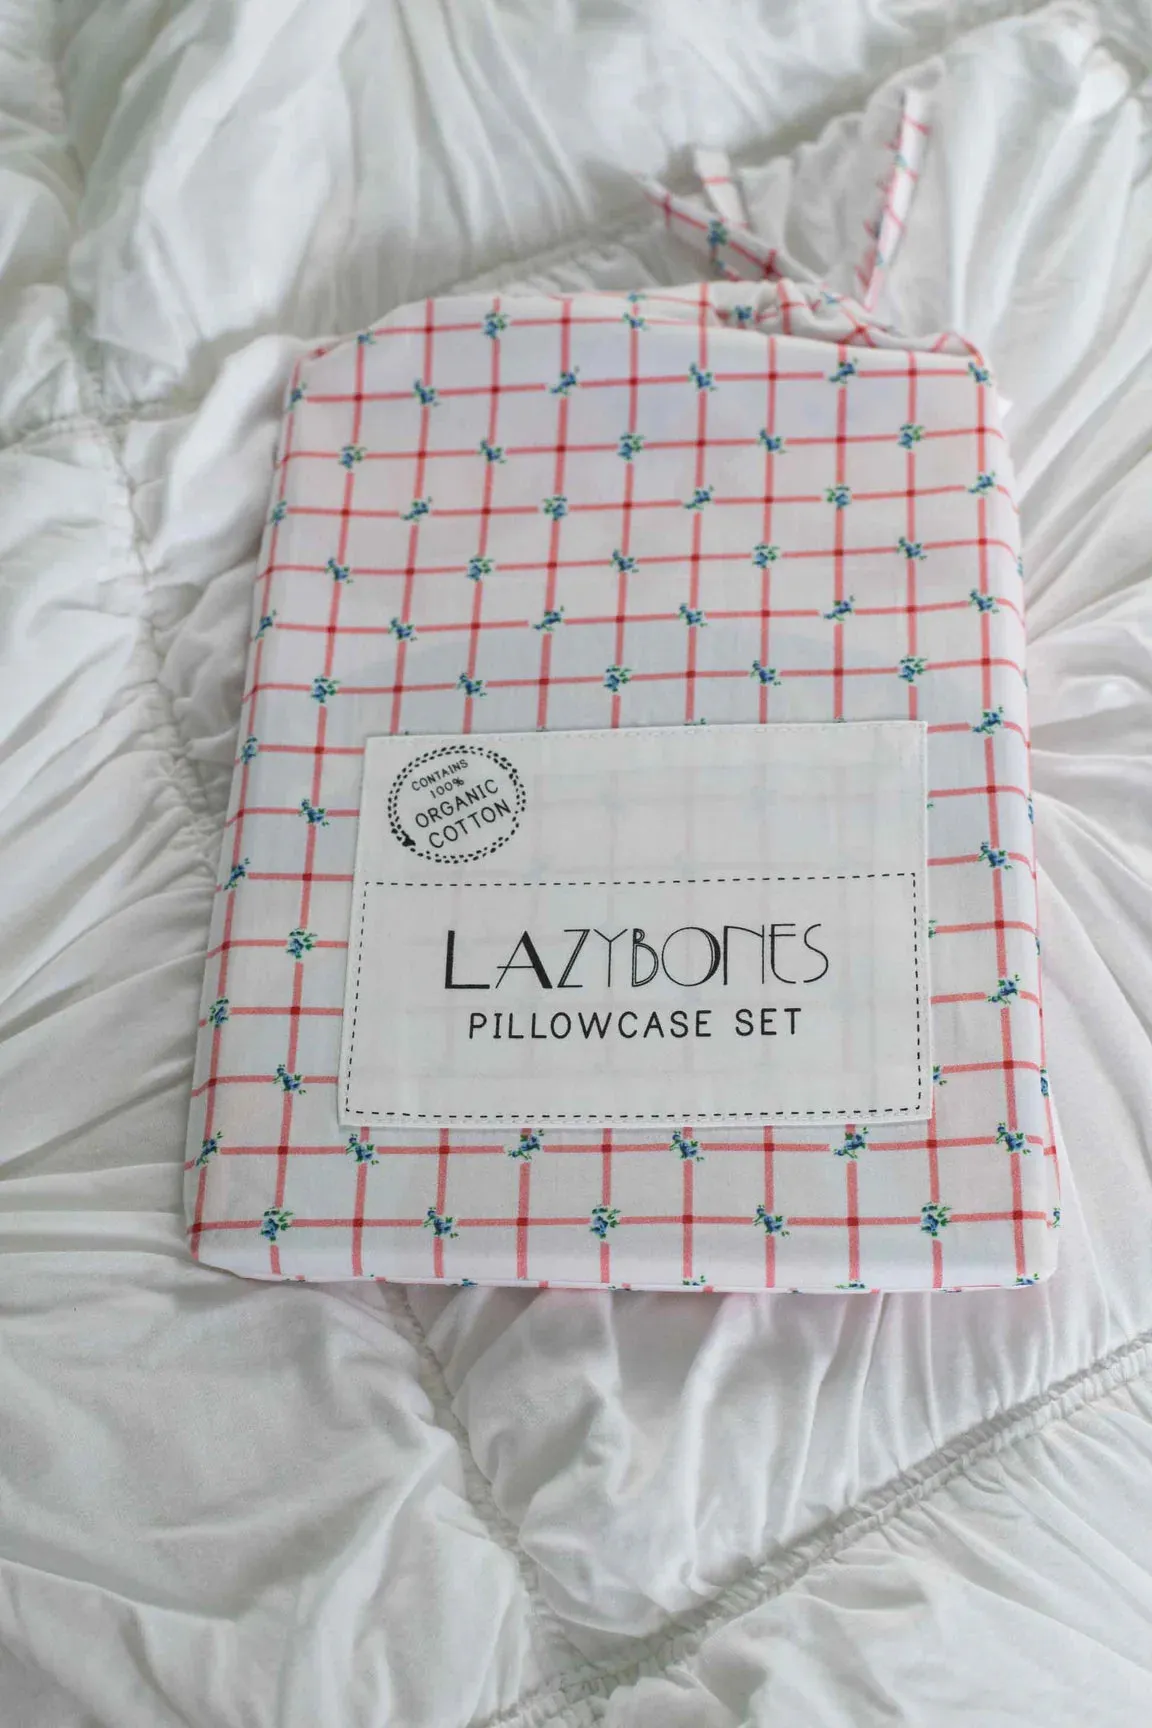 CONTAINS
100%
ORGANIC
COTTON
LAZYBONES
PILLOWCASE SET